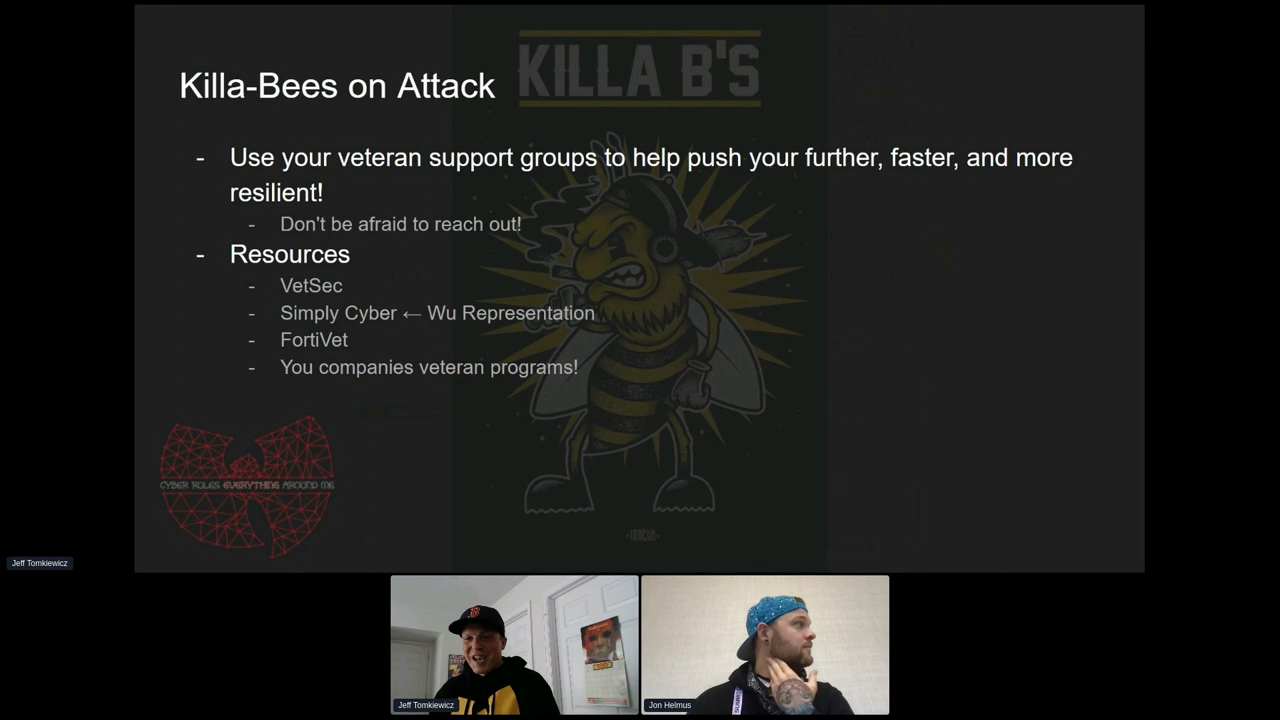 KILLA B'S
Killa-Bees on Attack
- Use your veteran support groups to help push your further, faster, and more
resilient!
- Don't be afraid to reach out!
- Resources
- VetSec
- Simply Cyber ← Wu Representation
- FortiVet
- You companies veteran programs!
CYBER RULES EVERYTHING AROUND ME
Jeff Tomkiewicz
Jeff Tomkiewicz
Jon Helmus